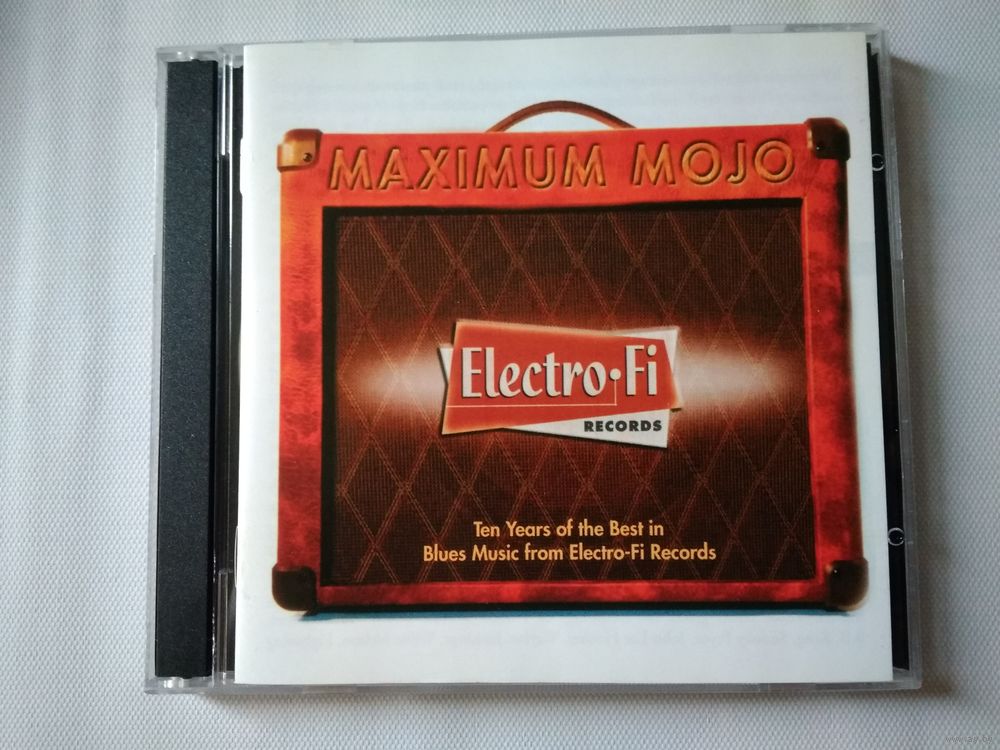 MAXIMUM MOJO
Electro•Fi
RECORDS
Ten Years of the Best in
Blues Music from Electro-Fi Records